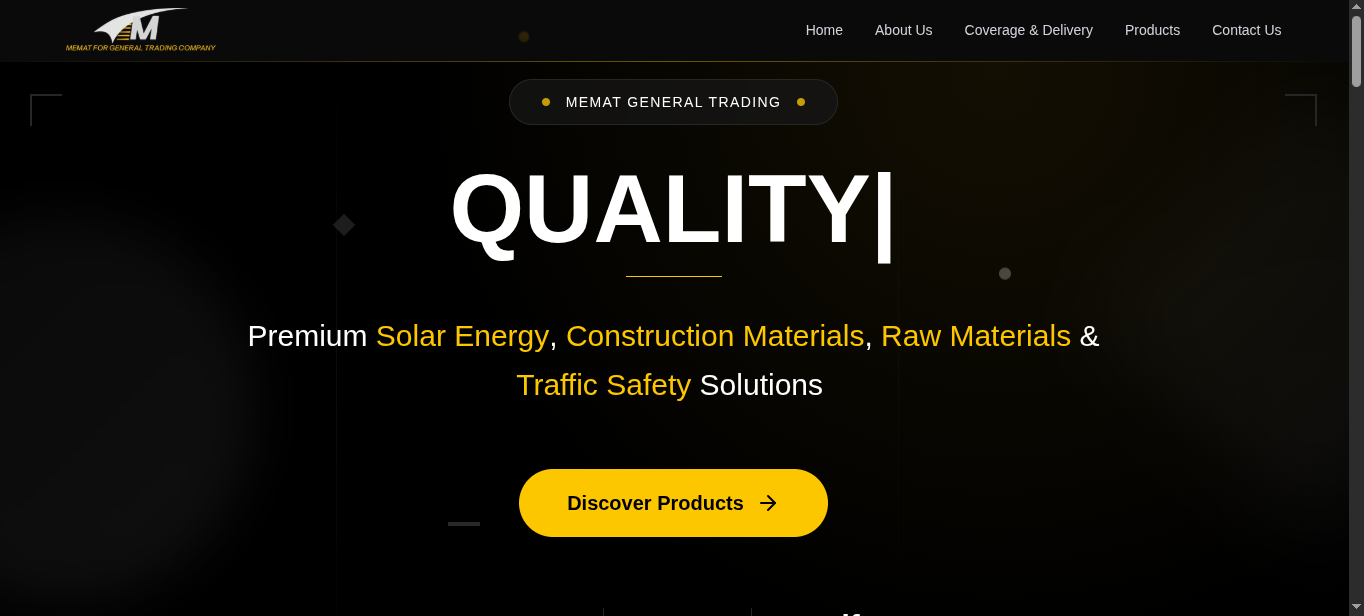 M
MEMAT FOR GENERAL TRADING COMPANY
Home
About Us
Coverage & Delivery
Products
Contact Us
MEMAT GENERAL TRADING
QUALITY|
Premium Solar Energy, Construction Materials, Raw Materials &
Traffic Safety Solutions
Discover Products